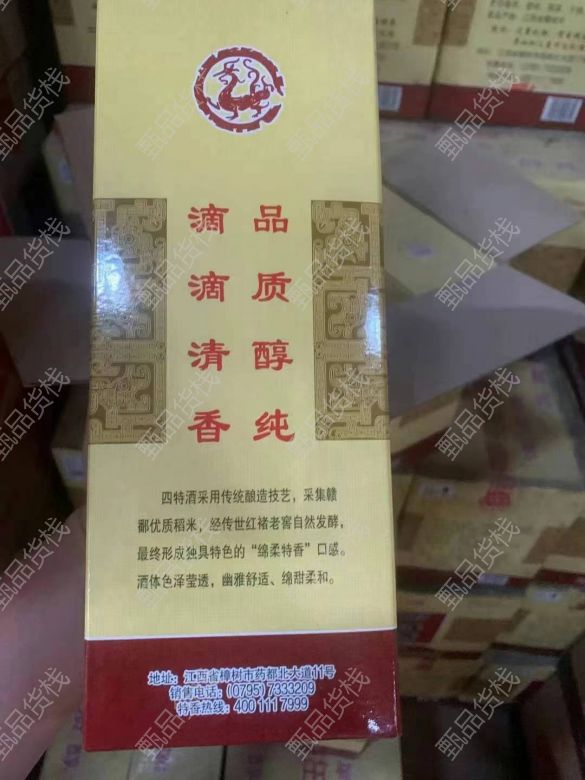 品质醇纯
滴滴清香
四特酒采用传统酿造技艺，采集赣
鄱优质稻米，经传世红褚老窖自然发酵，
最终形成独具特色的“绵柔特香”口感。
酒体色泽莹透，幽雅舒适、绵甜柔和。
地址：江西省樟树市药都北大道11号
销售电话：(0795)7333209
特香热线：400 111 7999
甄品货栈